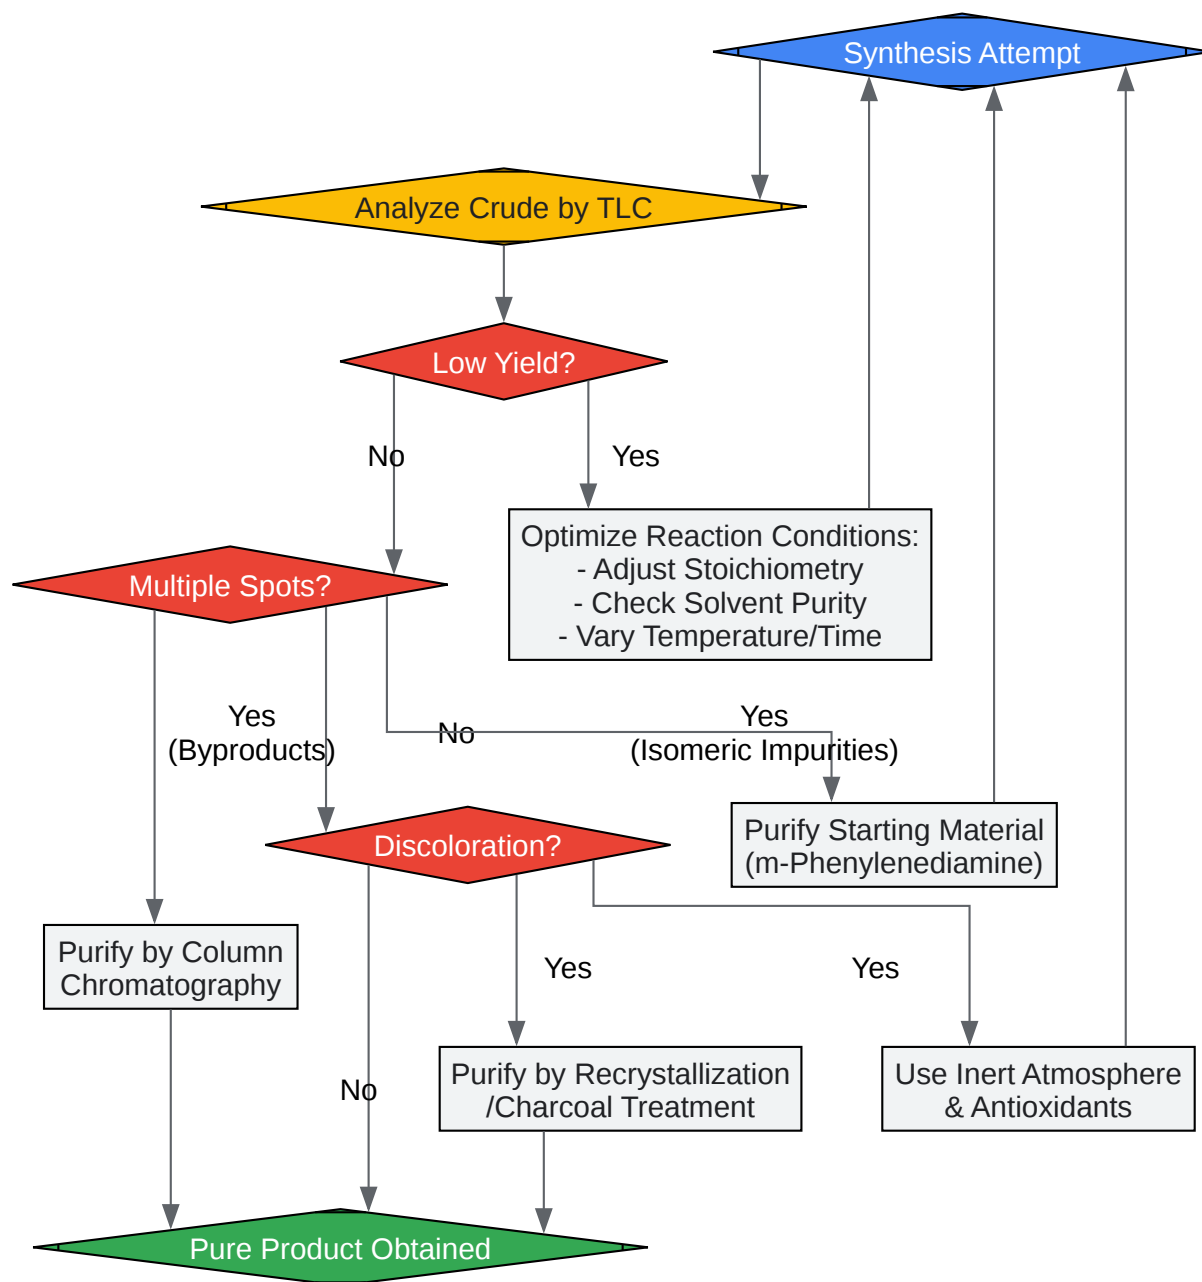 Synthesis Attempt
Analyze Crude by TLC
Low Yield?
No
Yes
Optimize Reaction Conditions:
- Adjust Stoichiometry
- Check Solvent Purity
- Vary Temperature/Time
Multiple Spots?
Yes
(Byproducts)
No
Yes
(Isomeric Impurities)
Purify Starting Material
(m-Phenylenediamine)
Discoloration?
Purify by Column
Chromatography
Yes
Yes
No
Purify by Recrystallization
/Charcoal Treatment
Use Inert Atmosphere
& Antioxidants
Pure Product Obtained